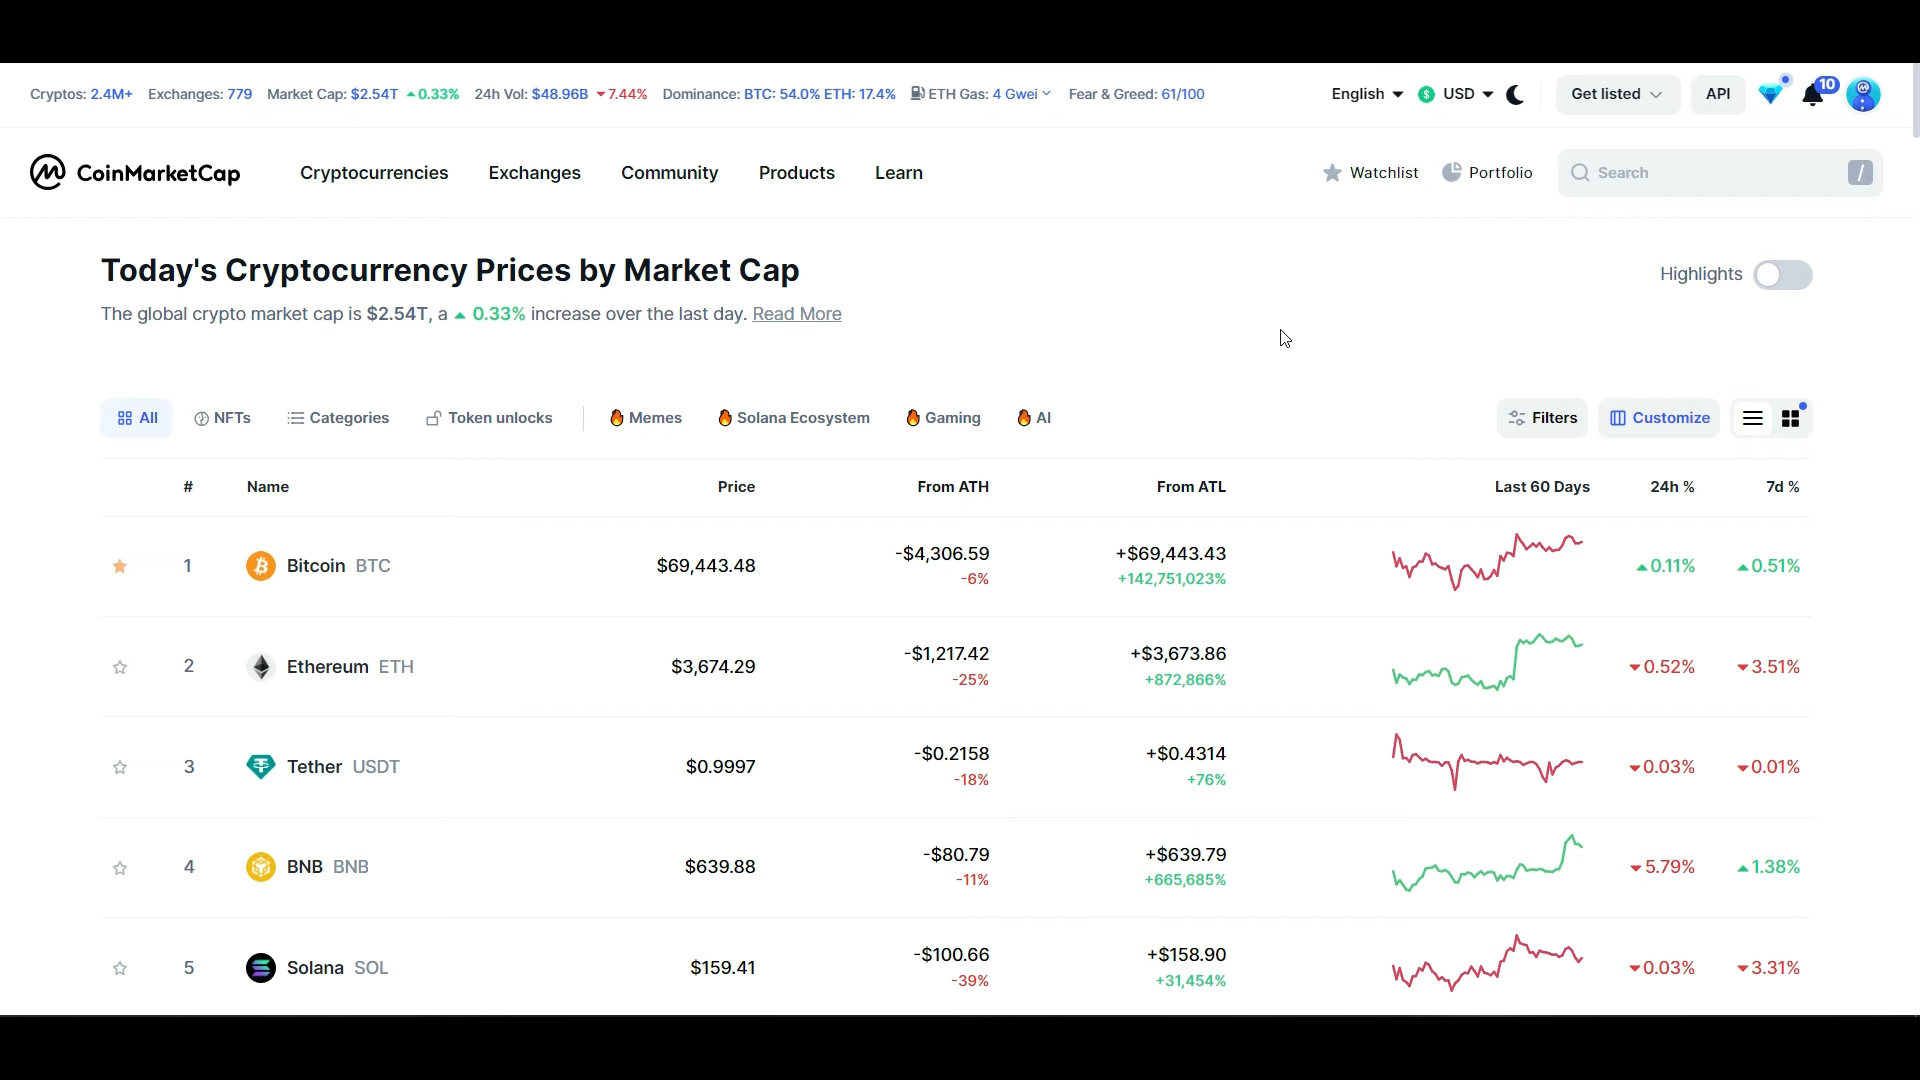 Cryptos: 2.4M+ Exchanges: 779 Market Cap: $2.54T 0.33% 24h Vol: $48.96B 7.44% Dominance: BTC: 54.0% ETH: 17.4% ETH Gas: 4 Gwei Fear & Greed: 61/100 English $ USD Get listed API 10
CoinMarketCap Cryptocurrencies Exchanges Community Products Learn Watchlist Portfolio Search /
Today's Cryptocurrency Prices by Market Cap Highlights
The global crypto market cap is $2.54T, a 0.33% increase over the last day. Read More
All NFTs Categories Token unlocks Memes Solana Ecosystem Gaming AI Filters Customize
# Name Price From ATH From ATL Last 60 Days 24h % 7d %
-$4,306.59 +$69,443.43
1 Bitcoin BTC $69,443.48 0.11% 0.51%
-6% +142,751,023%
-$1,217.42 +$3,673.86
2 Ethereum ETH $3,674.29 0.52% 3.51%
-25% +872,866%
-$0.2158 +$0.4314
3 Tether USDT $0.9997 0.03% 0.01%
-18% +76%
-$80.79 +$639.79
4 BNB BNB $639.88 5.79% 1.38%
-11% +665,685%
-$100.66 +$158.90
5 Solana SOL $159.41 0.03% 3.31%
-39% +31,454%